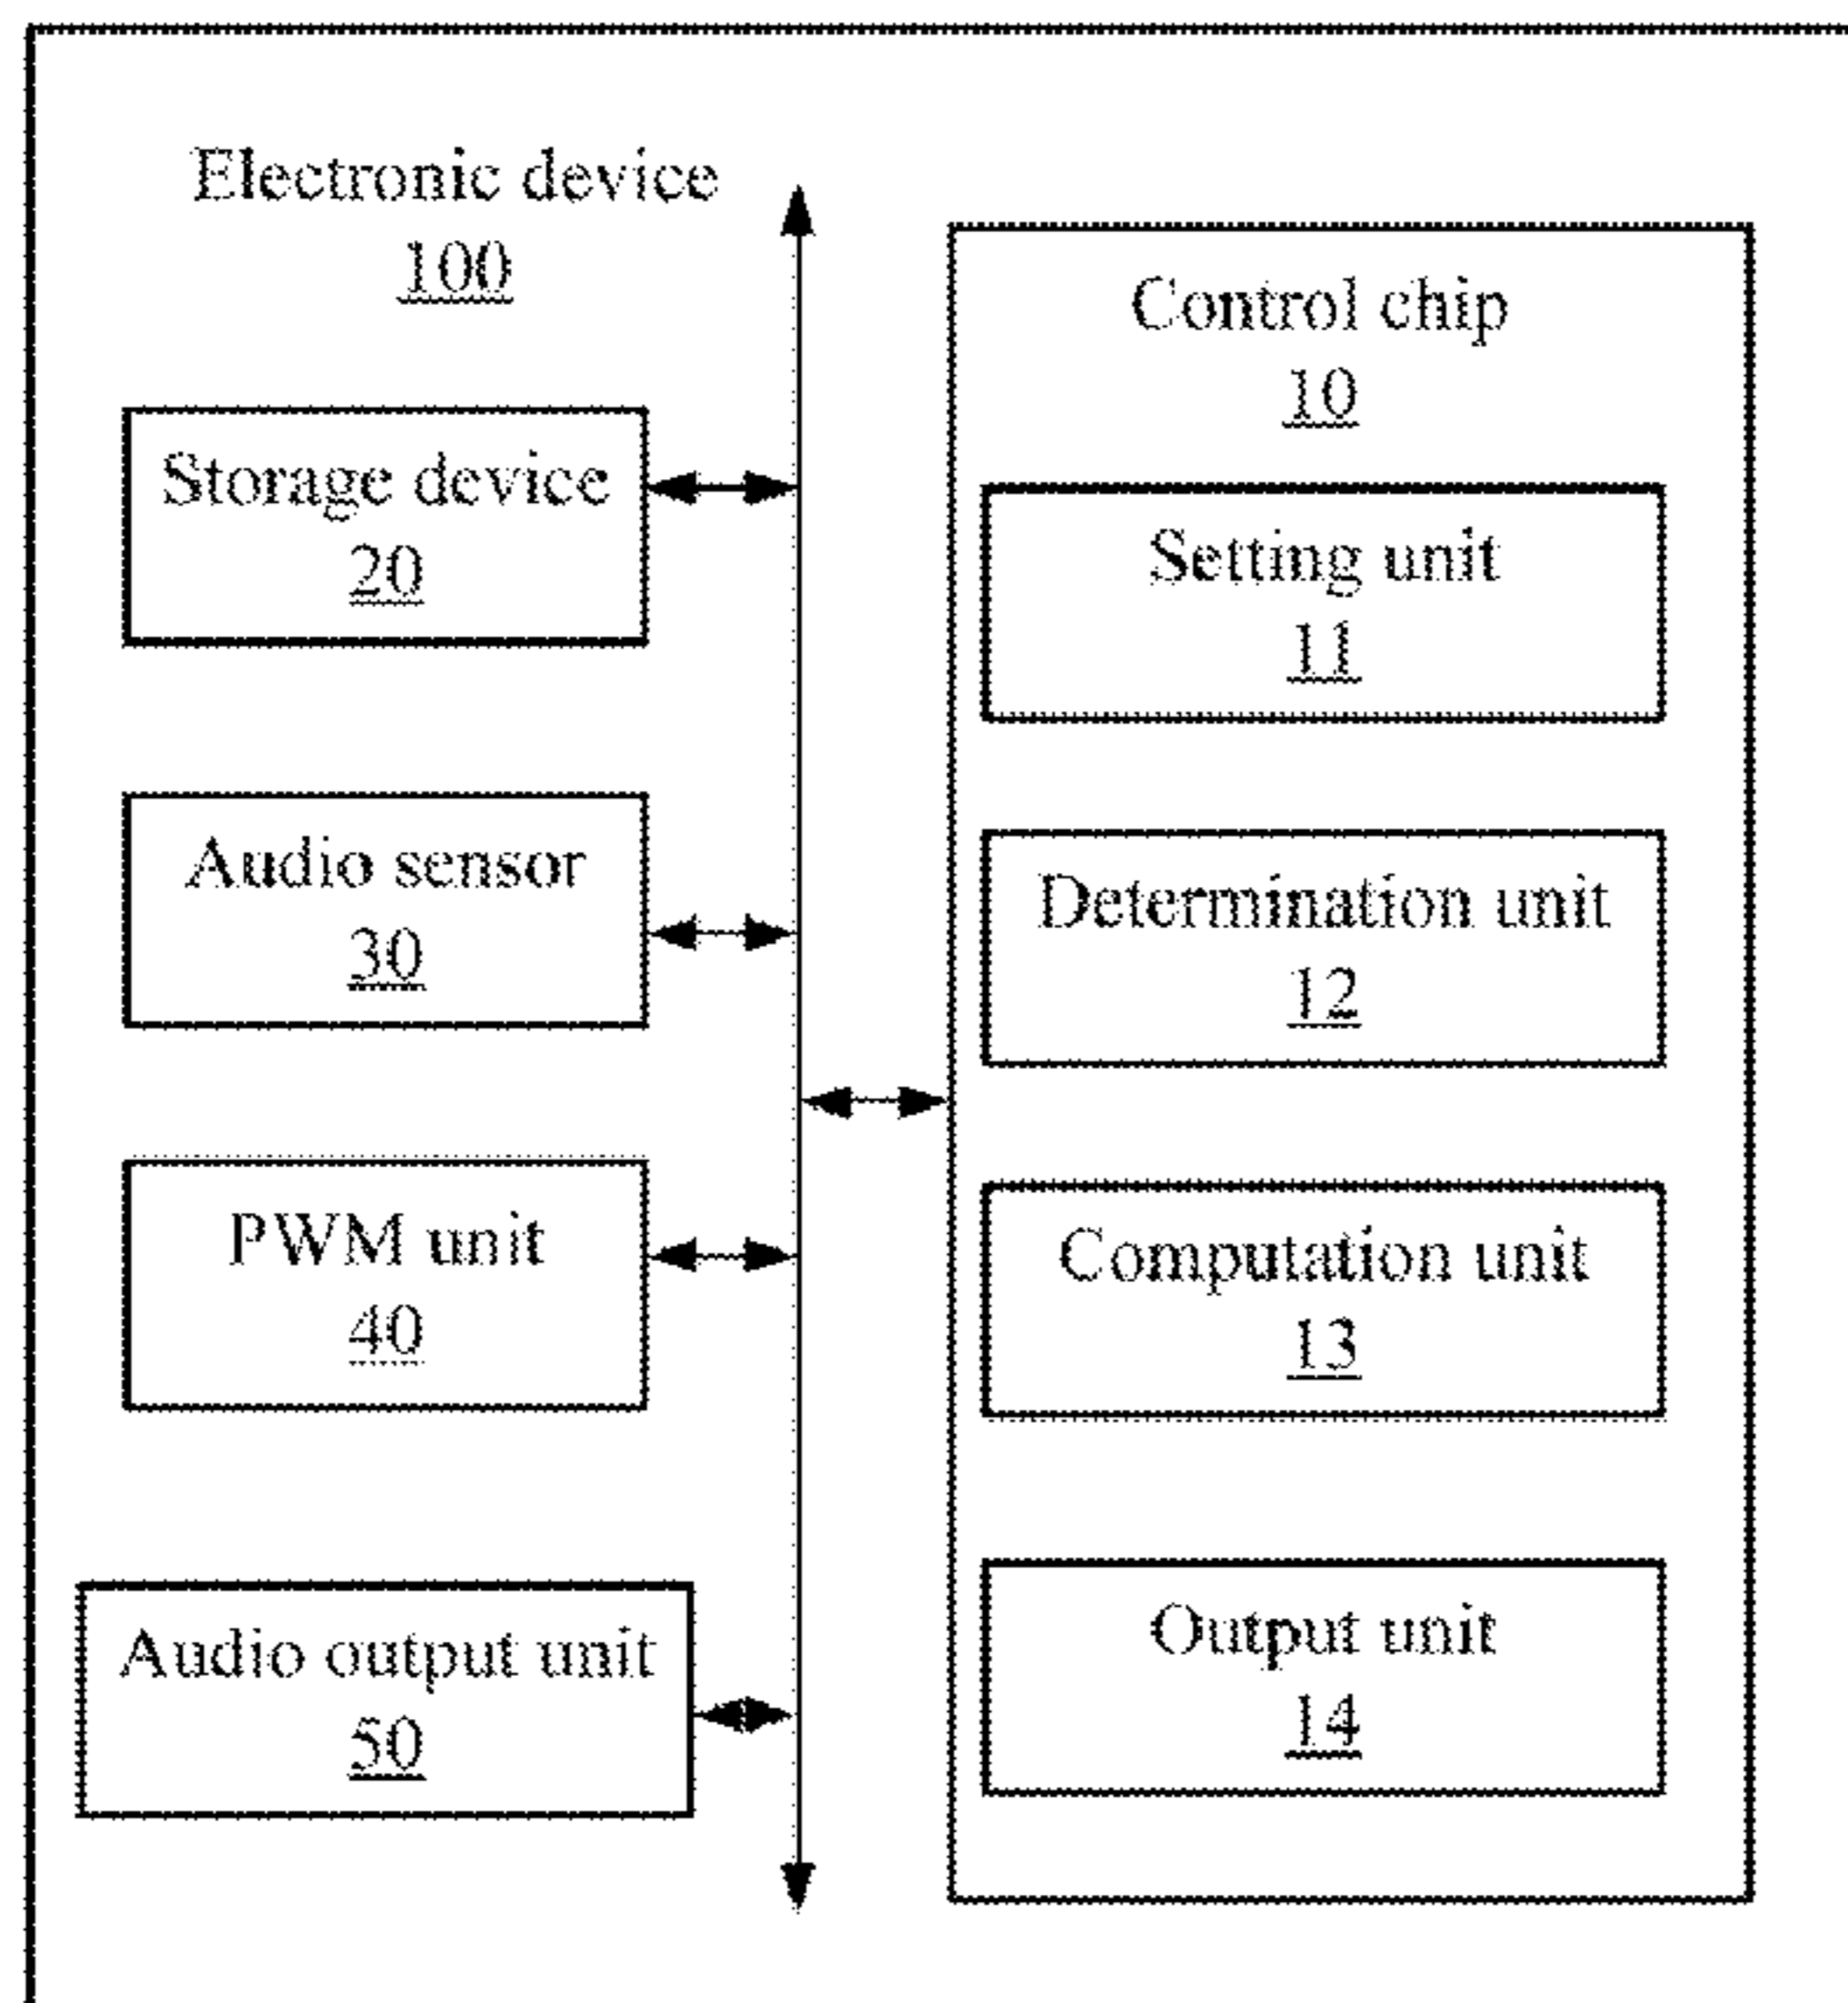 Electronic device
100
Storage device
20
Audio sensor
30
PWM unit
40
Audio output unit
50
Control chip
10
Setting unit
11
Determination unit
12
Computation unit
13
Output unit
14